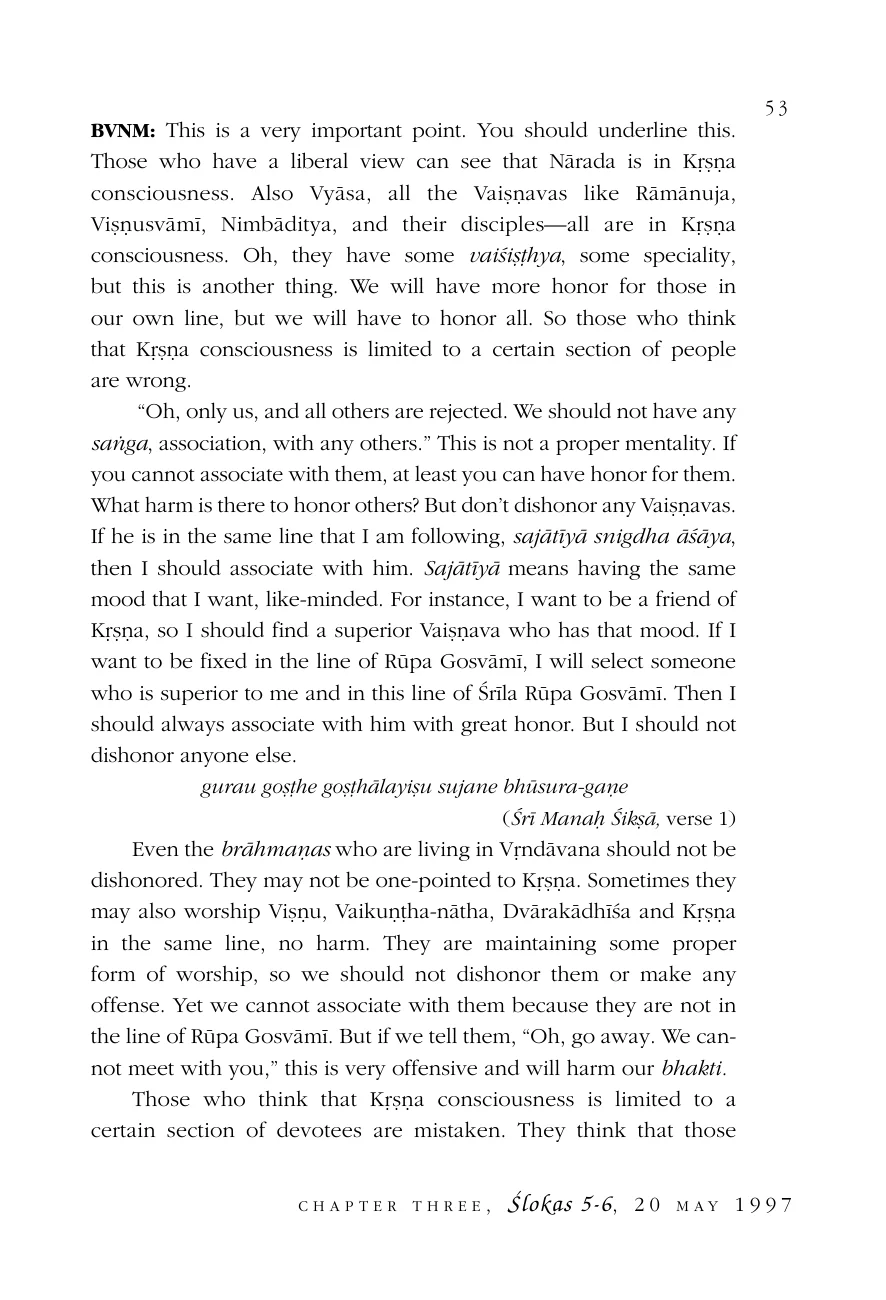 53
BVNM: This is a very important point. You should underline this.
Those who have a liberal view can see that Nārada is in Kṛṣṇa
consciousness. Also Vyāsa, all the Vaiṣṇavas like Rāmānuja,
Viṣṇusvāmī, Nimbāditya, and their disciples—all are in Kṛṣṇa
consciousness. Oh, they have some vaiśiṣṭhya, some speciality,
but this is another thing. We will have more honor for those in
our own line, but we will have to honor all. So those who think
that Kṛṣṇa consciousness is limited to a certain section of people
are wrong.
“Oh, only us, and all others are rejected. We should not have any
saṅga, association, with any others.” This is not a proper mentality. If
you cannot associate with them, at least you can have honor for them.
What harm is there to honor others? But don’t dishonor any Vaiṣṇavas.
If he is in the same line that I am following, sajātīyā snigdha āśāya,
then I should associate with him. Sajātīyā means having the same
mood that I want, like-minded. For instance, I want to be a friend of
Kṛṣṇa, so I should find a superior Vaiṣṇava who has that mood. If I
want to be fixed in the line of Rūpa Gosvāmī, I will select someone
who is superior to me and in this line of Śrīla Rūpa Gosvāmī. Then I
should always associate with him with great honor. But I should not
dishonor anyone else.
gurau goṣṭhe goṣṭhālayiṣu sujane bhūsura-gaṇe
(Śrī Manaḥ Śikṣā, verse 1)
Even the brāhmaṇas who are living in Vṛndāvana should not be
dishonored. They may not be one-pointed to Kṛṣṇa. Sometimes they
may also worship Viṣṇu, Vaikuṇṭha-nātha, Dvārakādhīśa and Kṛṣṇa
in the same line, no harm. They are maintaining some proper
form of worship, so we should not dishonor them or make any
offense. Yet we cannot associate with them because they are not in
the line of Rūpa Gosvāmī. But if we tell them, “Oh, go away. We can-
not meet with you,” this is very offensive and will harm our bhakti.
Those who think that Kṛṣṇa consciousness is limited to a
certain section of devotees are mistaken. They think that those
CHAPTER THREE, Ślokas 5-6, 20 MAY 1997